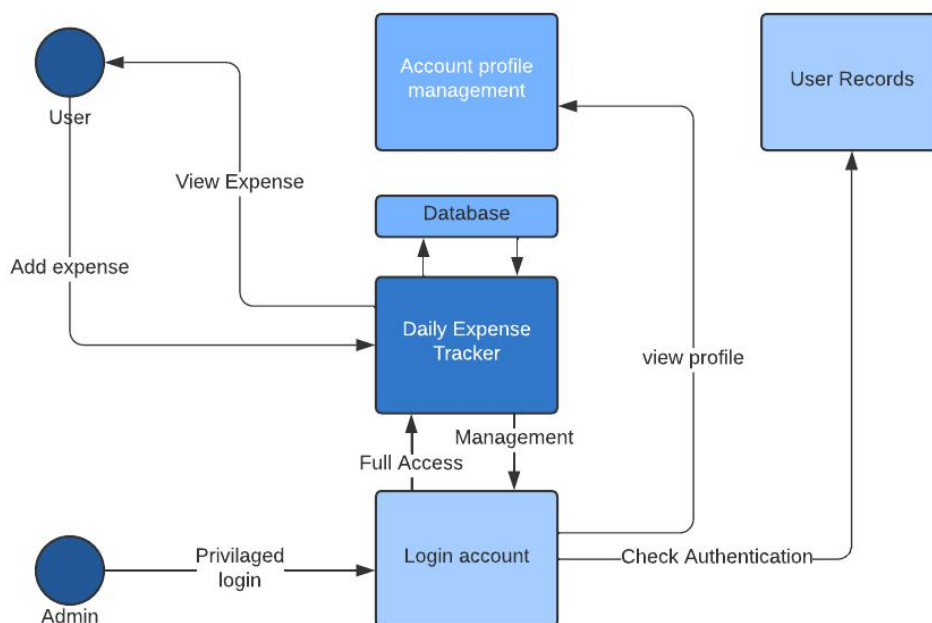 Account profile
management
User Records
User
View Expense
Database
Add expense
Daily Expense
Tracker
view profile
Management
Full Access
Privilaged
login
Login account
Check Authentication
Admin